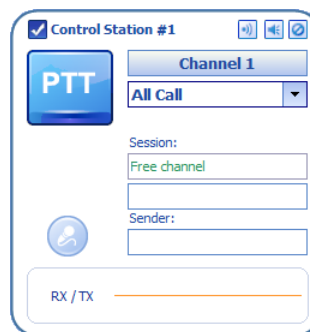 Control Station #1
PTT
Channel 1
All Call
Session:
Free channel
Sender:
RX / TX